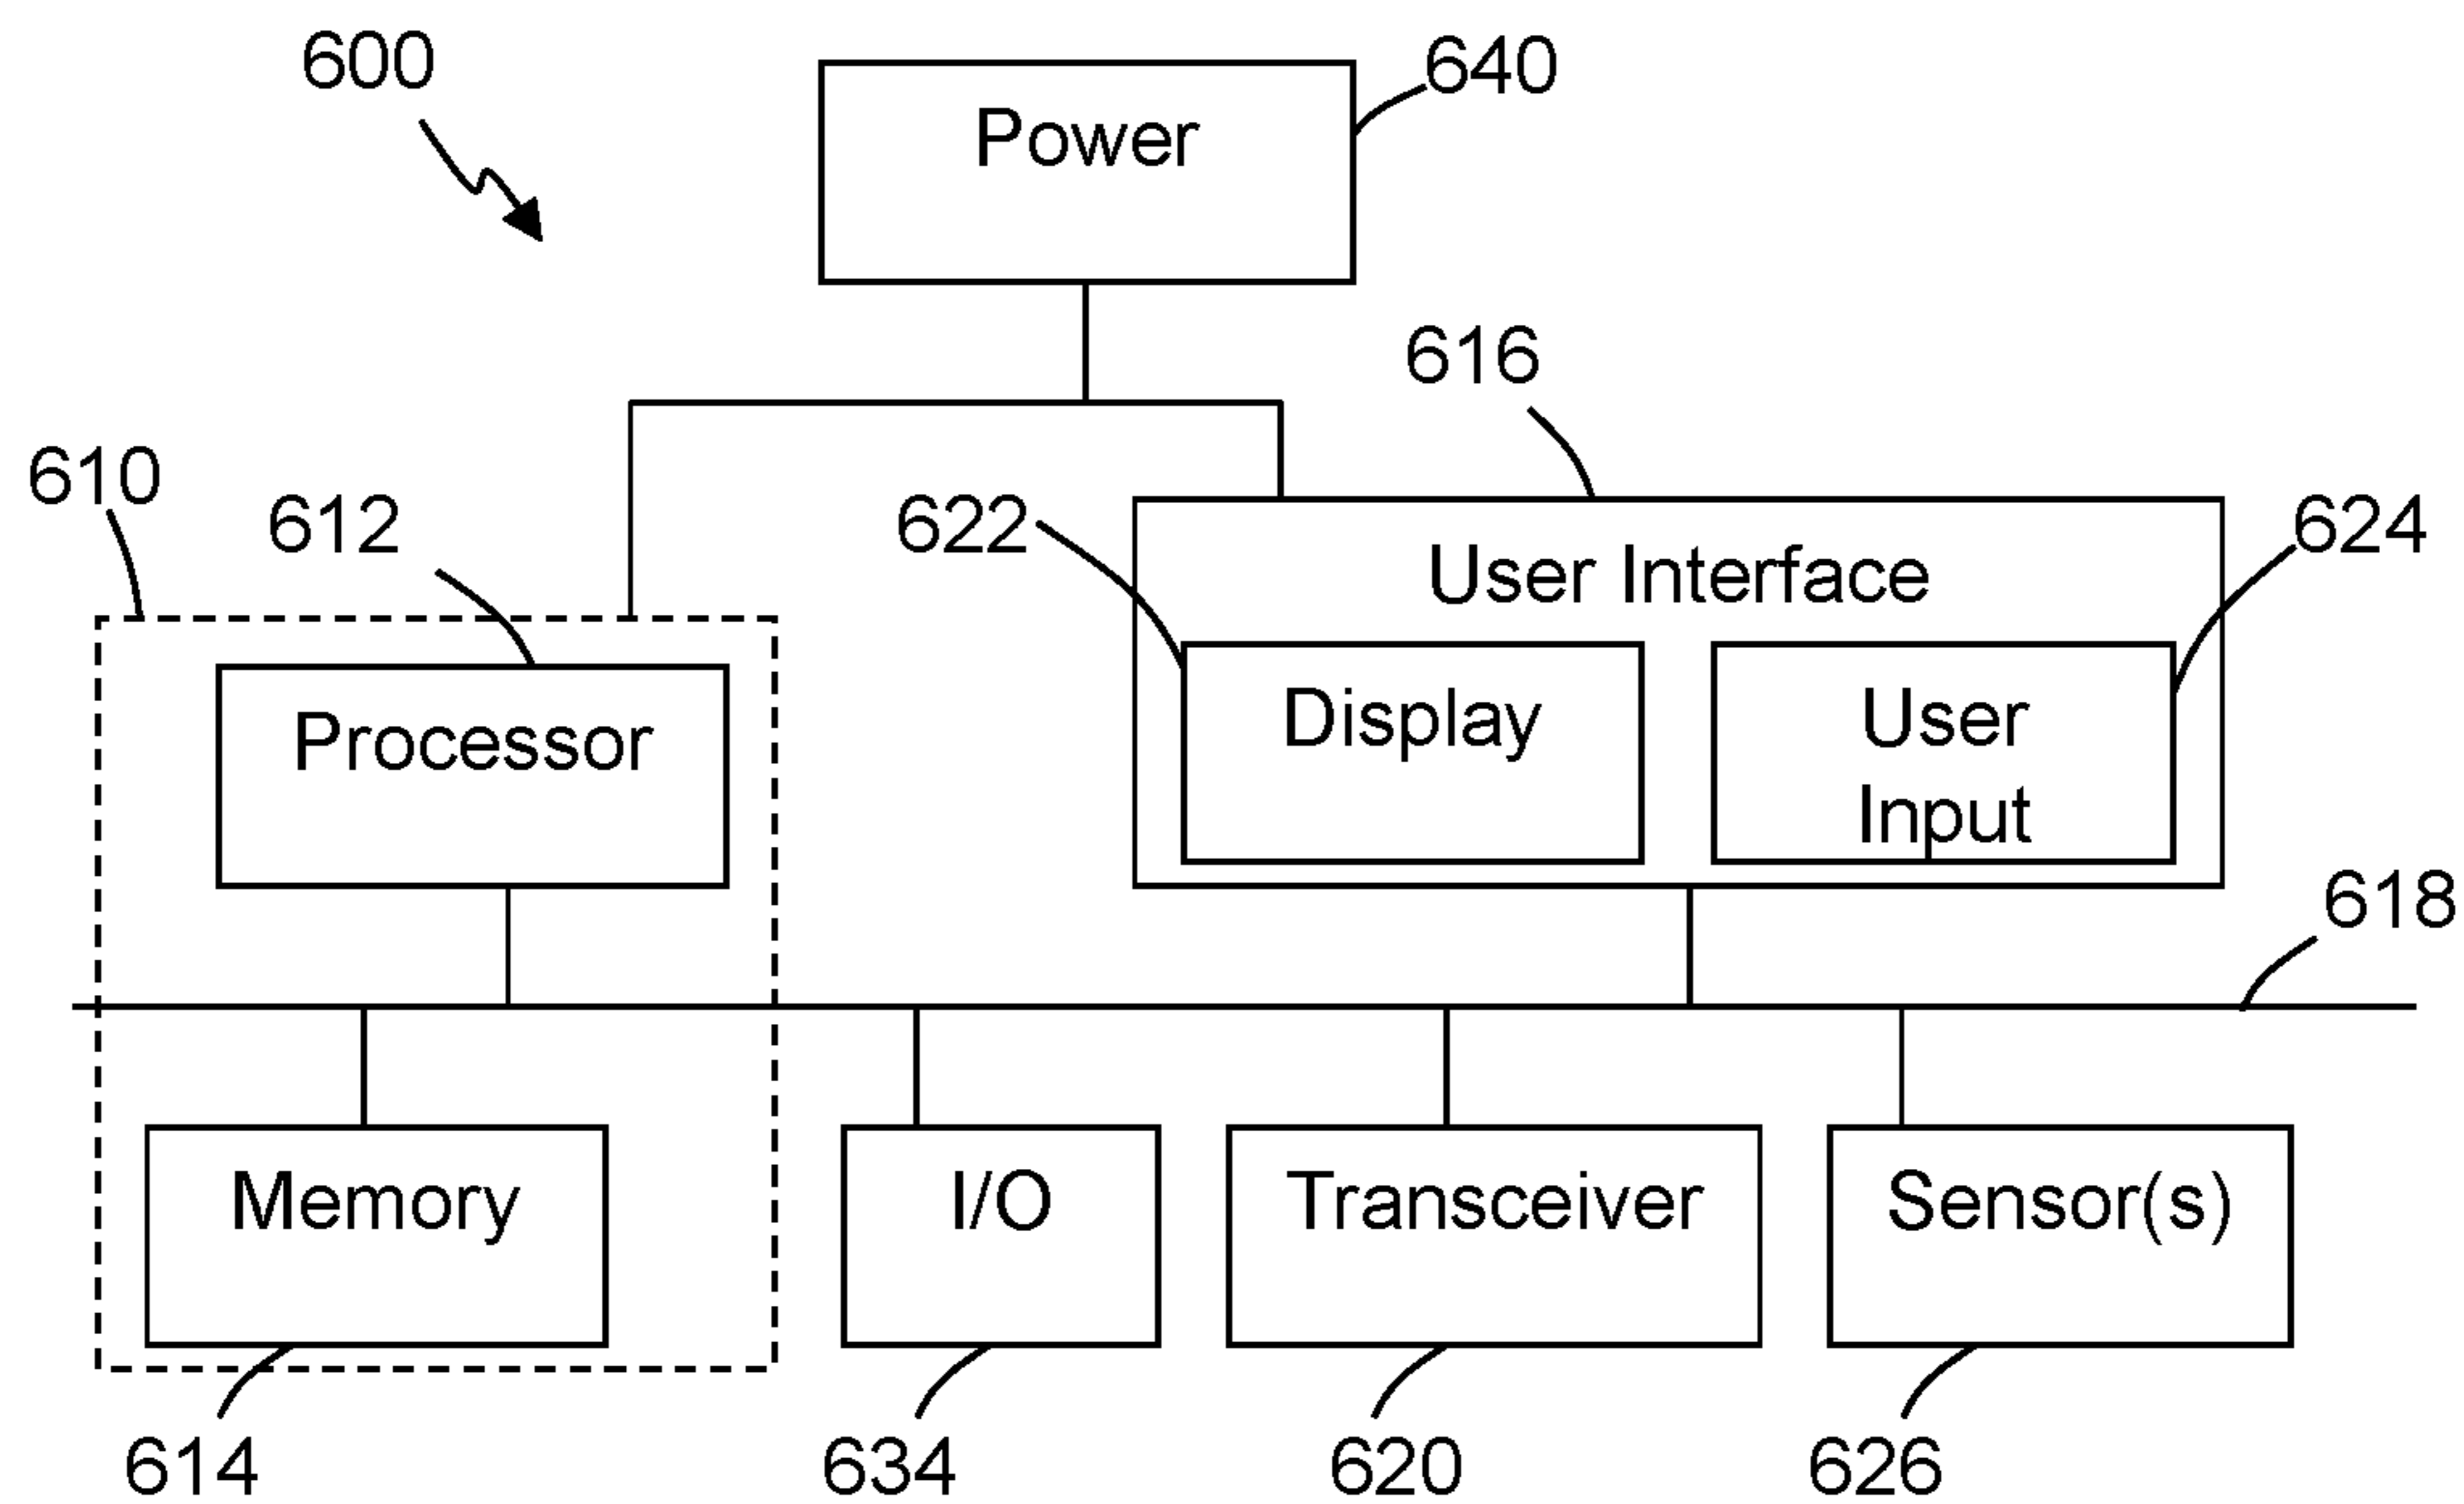 600
640
Power
616
610
612
622
624
User Interface
Processor
Display
User
Input
618
Memory
I/O
Transceiver
Sensor(s)
614
634
620
626